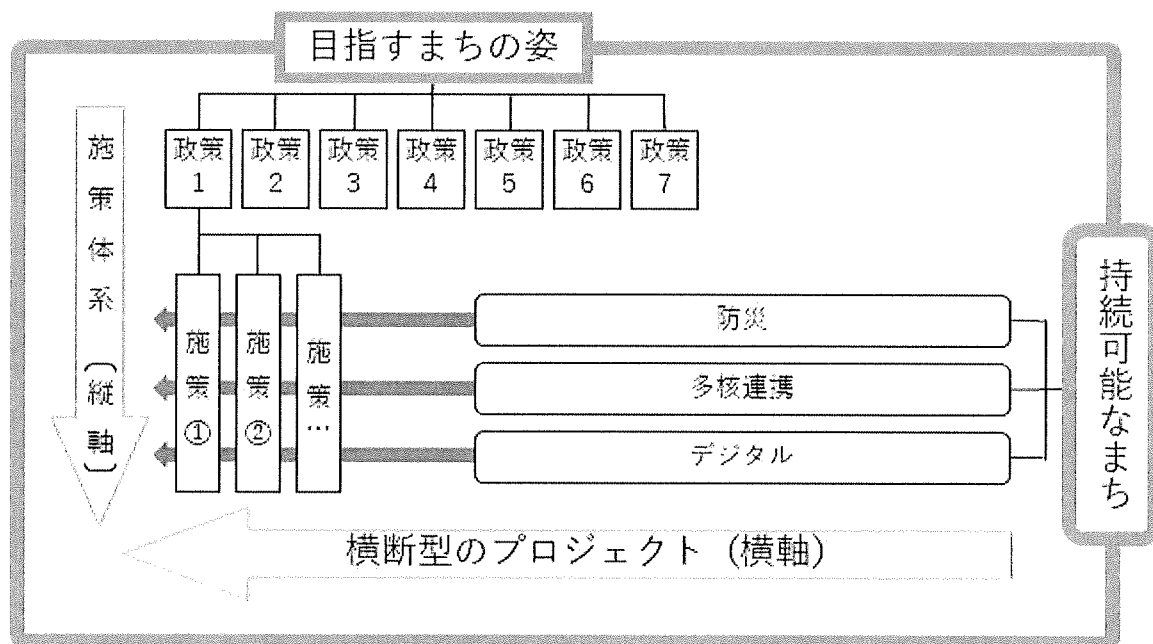 目指すまちの姿
施策体系（縦軸）
政策
1
政策
2
政策
3
政策
4
政策
5
政策
6
政策
7
施策①
施策②
施策…
防災
多核連携
デジタル
持続可能なまち
横断型のプロジェクト（横軸）